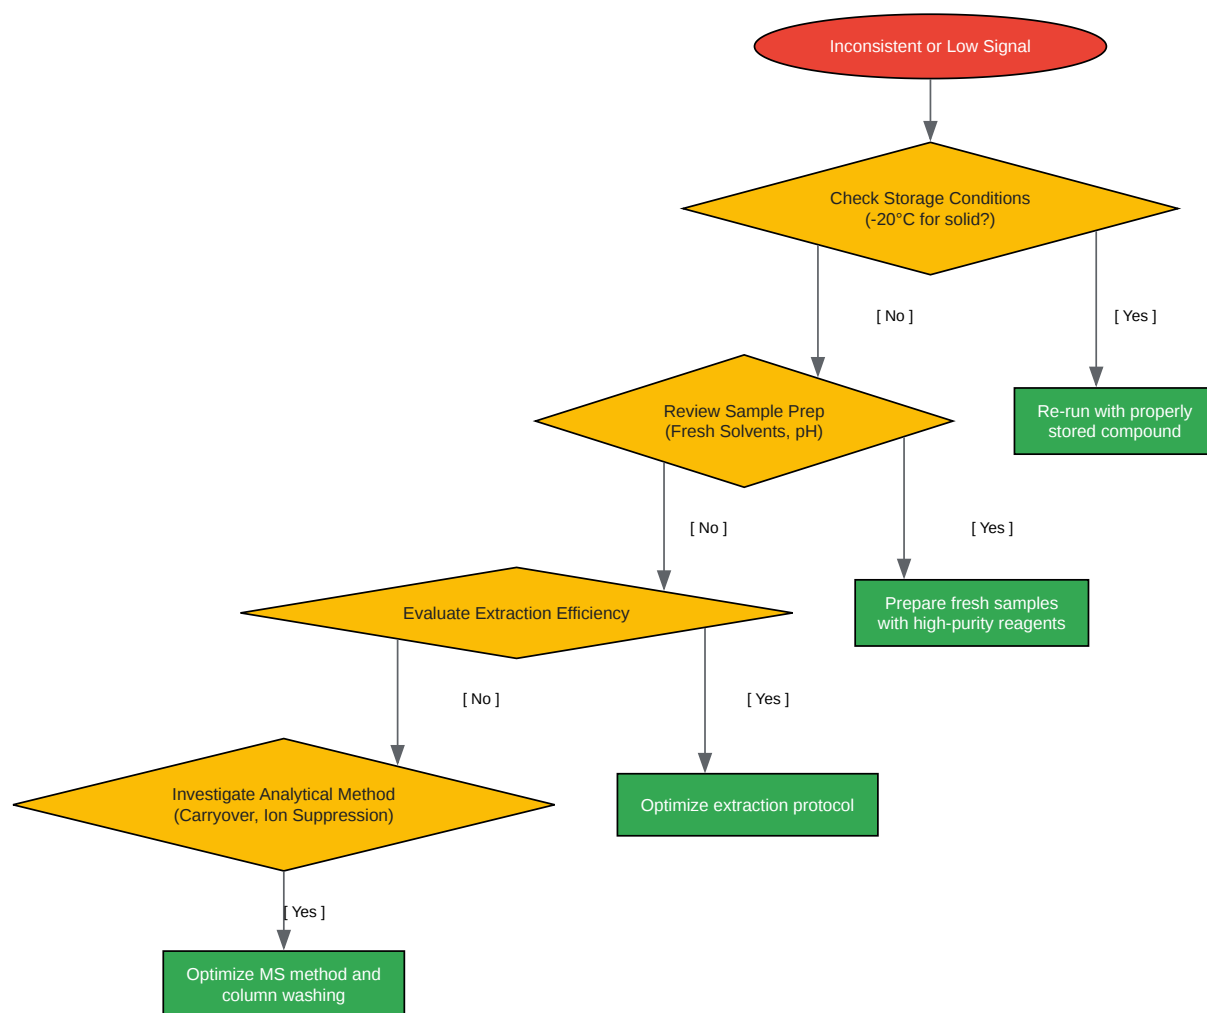 Inconsistent or Low Signal
Check Storage Conditions
(-20°C for solid?)
[ No ]
[ Yes ]
Review Sample Prep
(Fresh Solvents, pH)
Re-run with properly
stored compound
[ No ]
[ Yes ]
Evaluate Extraction Efficiency
Prepare fresh samples
with high-purity reagents
[ No ]
[ Yes ]
Investigate Analytical Method
(Carryover, Ion Suppression)
Optimize extraction protocol
[ Yes ]
Optimize MS method and
column washing